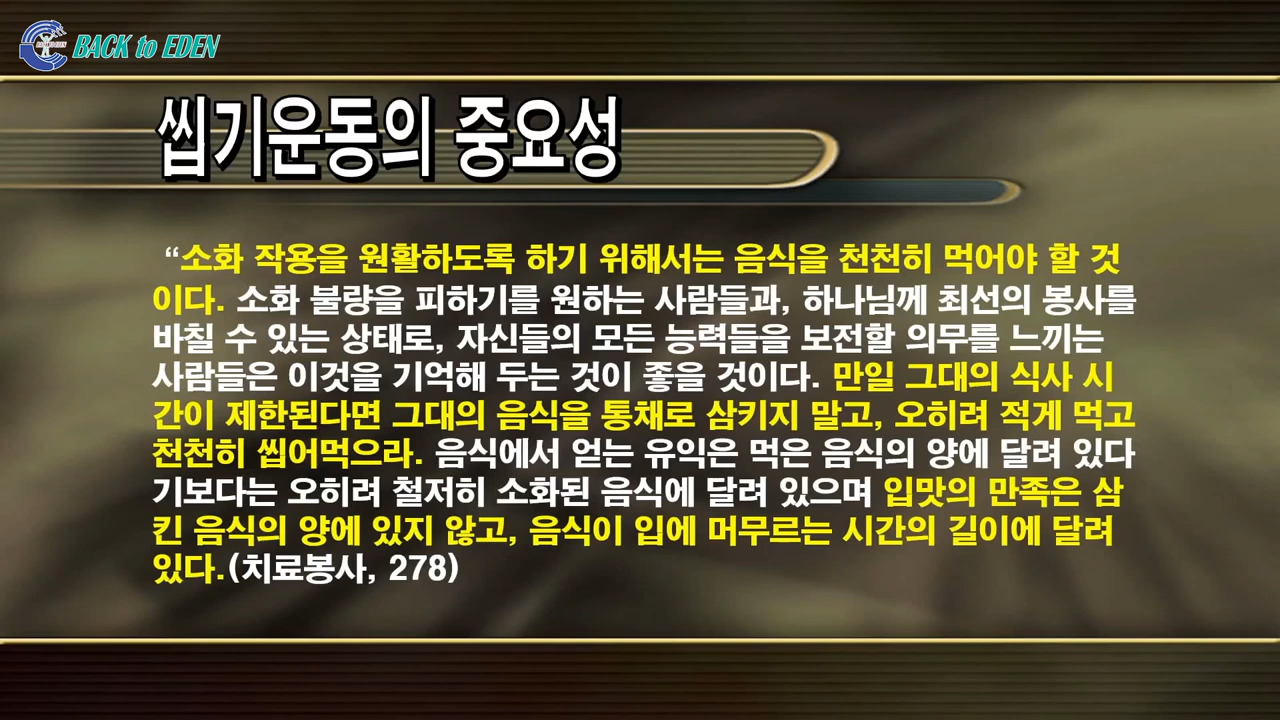 BACK to EDEN
씹기운동의 중요성
“소화 작용을 원활하도록 하기 위해서는 음식을 천천히 먹어야 할 것
이다. 소화 불량을 피하기를 원하는 사람들과, 하나님께 최선의 봉사를
바칠 수 있는 상태로, 자신들의 모든 능력들을 보전할 의무를 느끼는
사람들은 이것을 기억해 두는 것이 좋을 것이다. 만일 그대의 식사 시
간이 제한된다면 그대의 음식을 통채로 삼키지 말고, 오히려 적게 먹고
천천히 씹어먹으라. 음식에서 얻는 유익은 먹은 음식의 양에 달려 있다
기보다는 오히려 철저히 소화된 음식에 달려 있으며 입맛의 만족은 삼
킨 음식의 양에 있지 않고, 음식이 입에 머무르는 시간의 길이에 달려
있다.(치료봉사, 278)